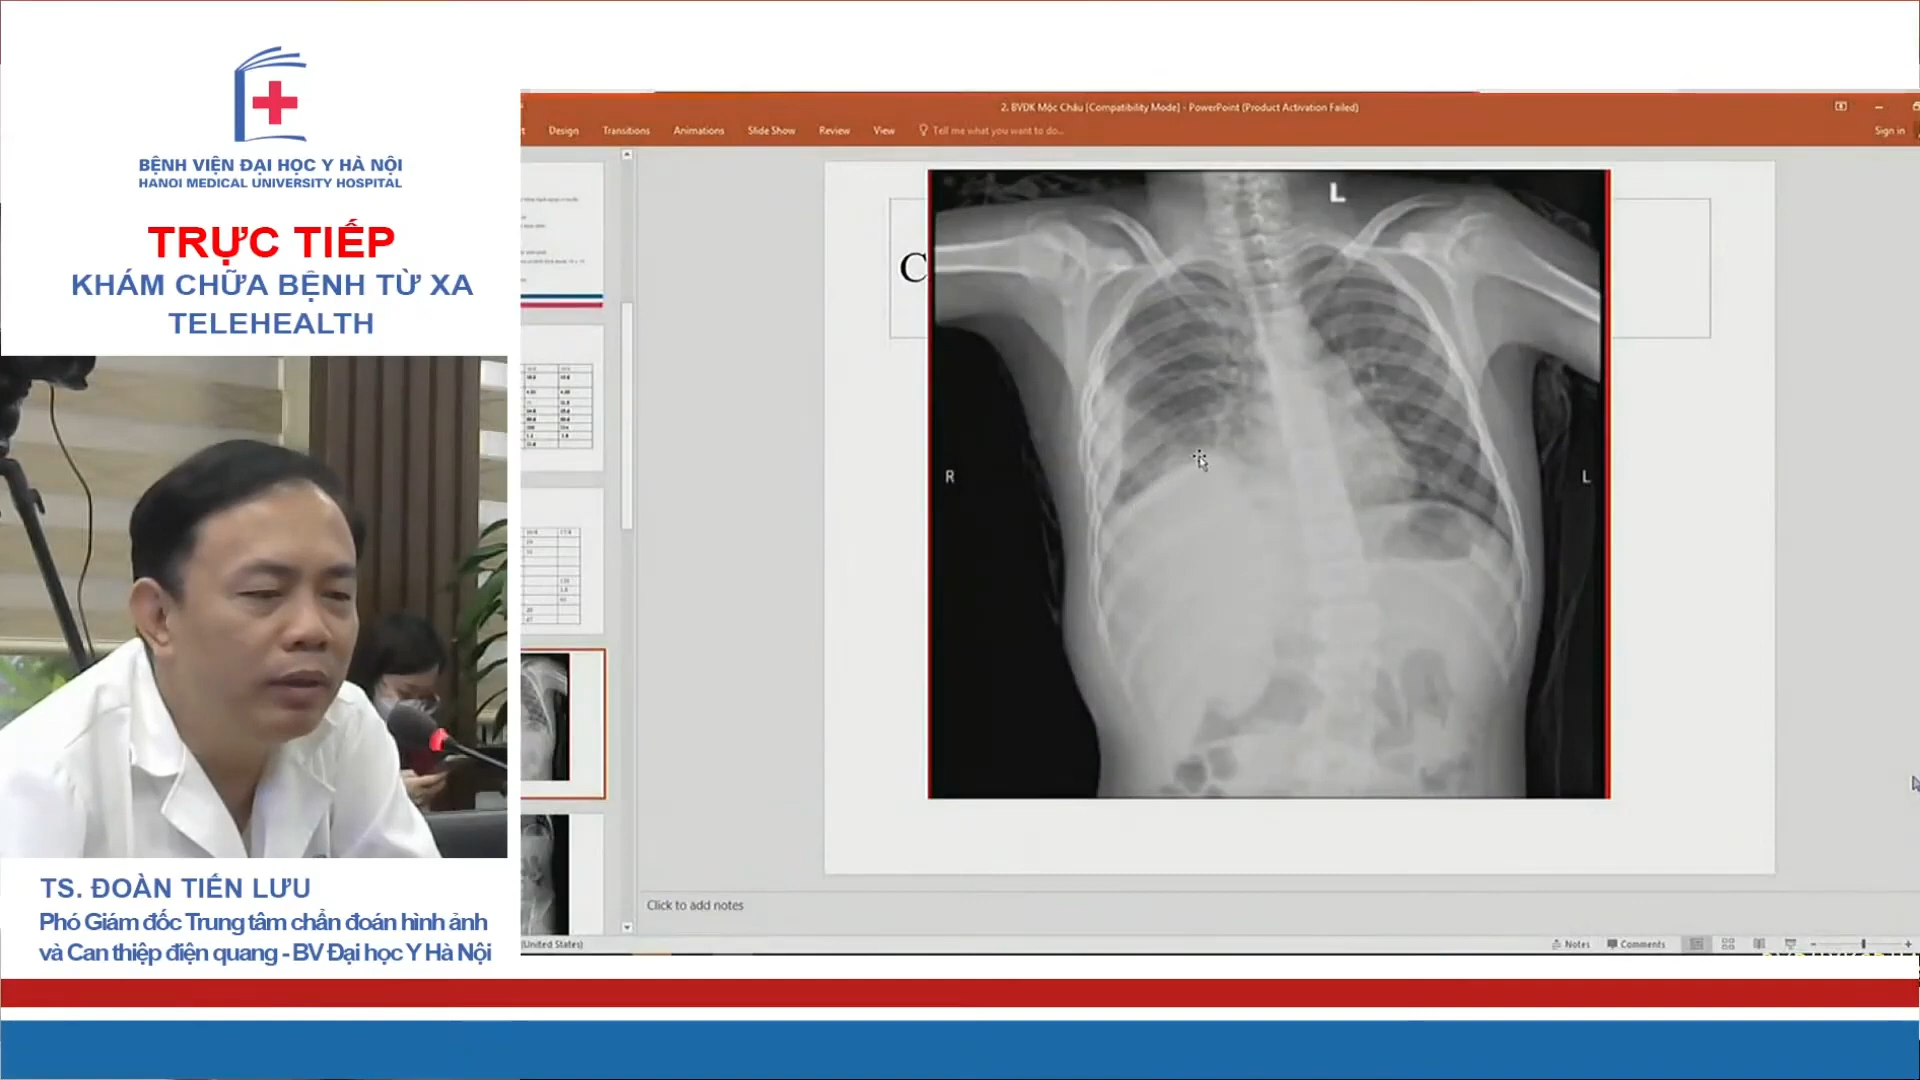 BỆNH VIỆN ĐẠI HỌC Y HÀ NỘI
HANOI MEDICAL UNIVERSITY HOSPITAL
TRỰC TIẾP
KHÁM CHỮA BỆNH TỪ XA
TELEHEALTH
TS. ĐOÀN TIẾN LƯU
Phó Giám đốc Trung tâm chẩn đoán hình ảnh
và Can thiệp điện quang - BV Đại học Y Hà Nội
2. BVĐK Mộc Châu [Compatibility Mode] - PowerPoint (Product Activation Failed)
Design Transitions Animations Slide Show Review View Tell me what you want to do... Sign in
L
C
R L
Click to add notes
(United States) Notes Comments